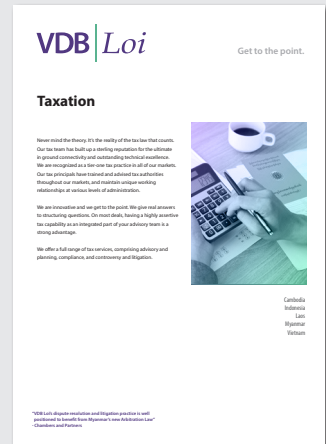 VDB Loi
Get to the point.
Taxation
Never mind the theory. It's the reality of the tax law that counts.
Our tax team has built up a sterling reputation for the ultimate
in ground connectivity and outstanding technical excellence.
We are recognized as a tier-one tax practice in all of our markets.
Our tax principals have trained and advised tax authorities
throughout our markets, and maintain unique working
relationships at various levels of administration.
We are innovative and we get to the point. We give real answers
to structuring questions. On most deals, having a highly assertive
tax capability as an integrated part of your advisory team is a
strong advantage.
We offer a full range of tax services, comprising advisory and
planning, compliance, and controversy and litigation.
Cambodia
Indonesia
Laos
Myanmar
Vietnam
"VDB Loi's dispute resolution and litigation practice is well
positioned to benefit from Myanmar's new Arbitration Law"
- Chambers and Partners